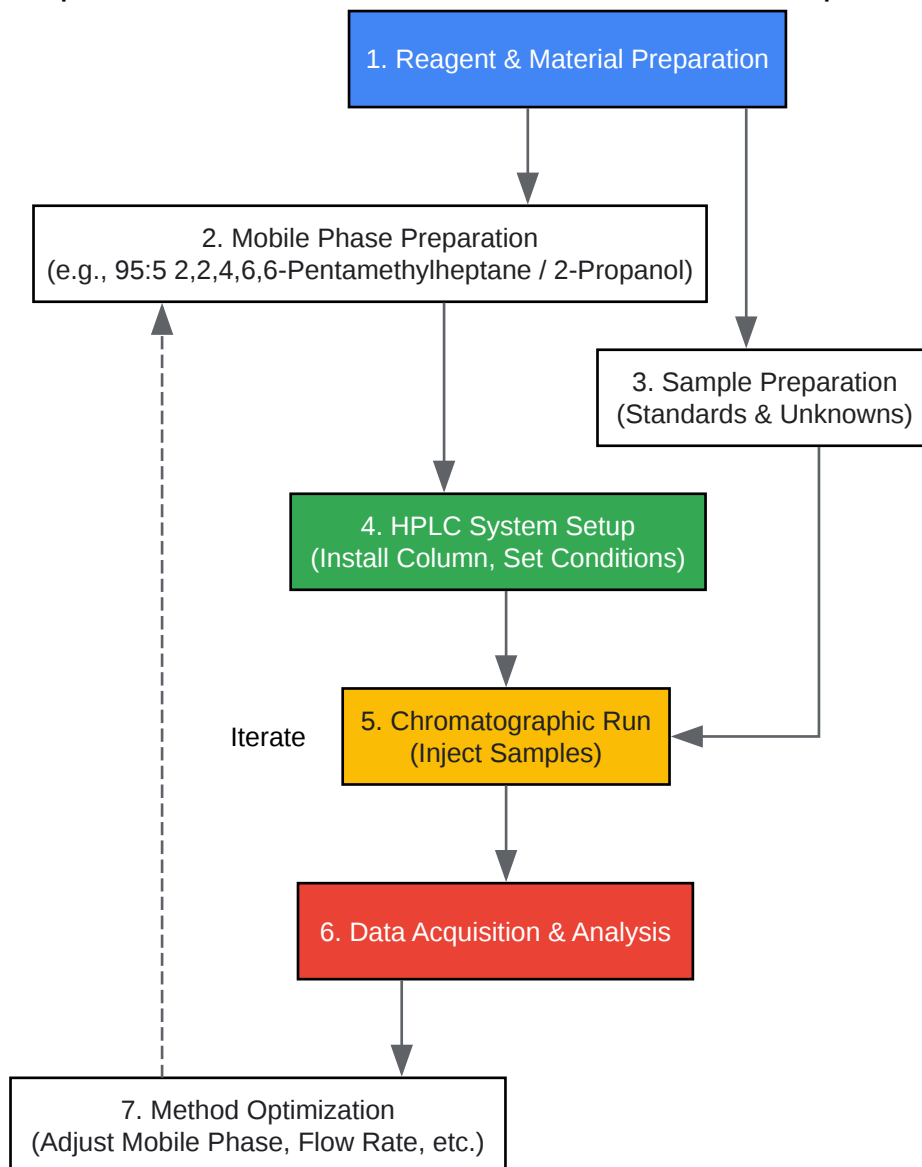 1. Reagent & Material Preparation
2. Mobile Phase Preparation
(e.g., 95:5 2,2,4,6,6-Pentamethylheptane / 2-Propanol)
3. Sample Preparation
(Standards & Unknowns)
4. HPLC System Setup
(Install Column, Set Conditions)
Iterate
5. Chromatographic Run
(Inject Samples)
6. Data Acquisition & Analysis
7. Method Optimization
(Adjust Mobile Phase, Flow Rate, etc.)